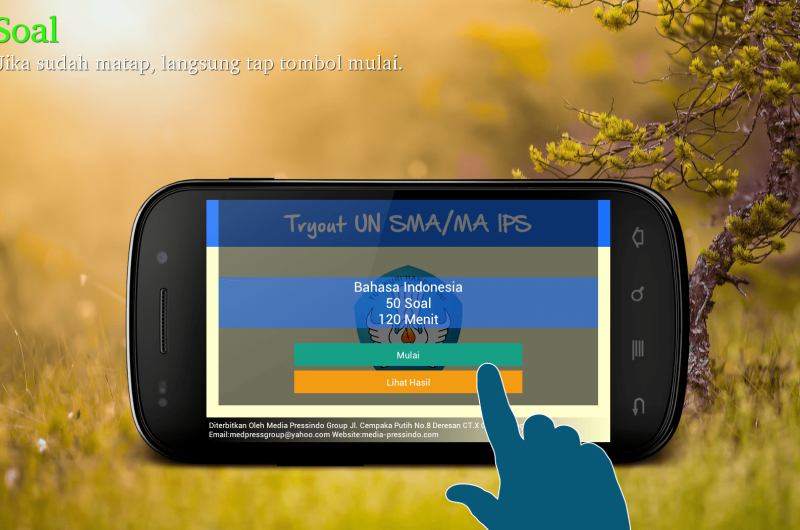 Soal
Jika sudah matap, langsung tap tombol mulai.
Tryout UN SMA/MA IPS
Bahasa Indonesia
50 Soal
120 Menit
Mulai
Lihat Hasil
Diterbitkan Oleh Media Pressindo Group Jl. Cempaka Putih No.8 Deresan CT.X
Email:medpressgroup@yahoo.com Website:media-pressindo.com